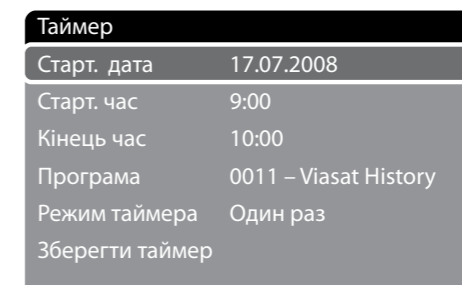 Таймер
Старт. дата 17.07.2008
Старт. час 9:00
Кінець час 10:00
Програма 0011 – Viasat History
Режим таймера Один раз
Зберегти таймер